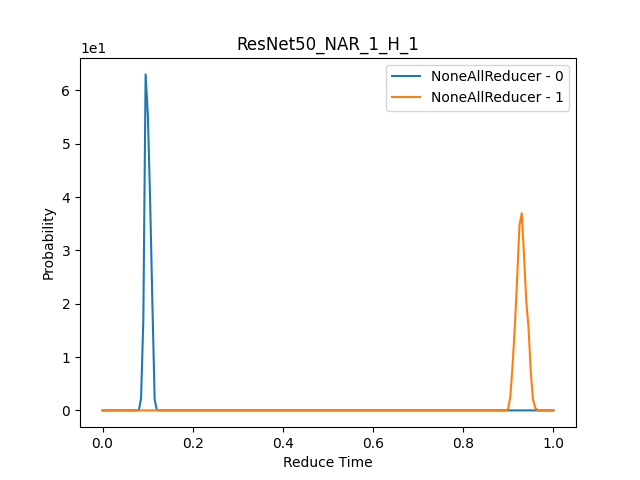 ResNet50_NAR_1_H_1
1e1
NoneAllReducer - 0
NoneAllReducer - 1
6
5
4
3
2
1
0
Probability
0.0 0.2 0.4 0.6 0.8 1.0
Reduce Time